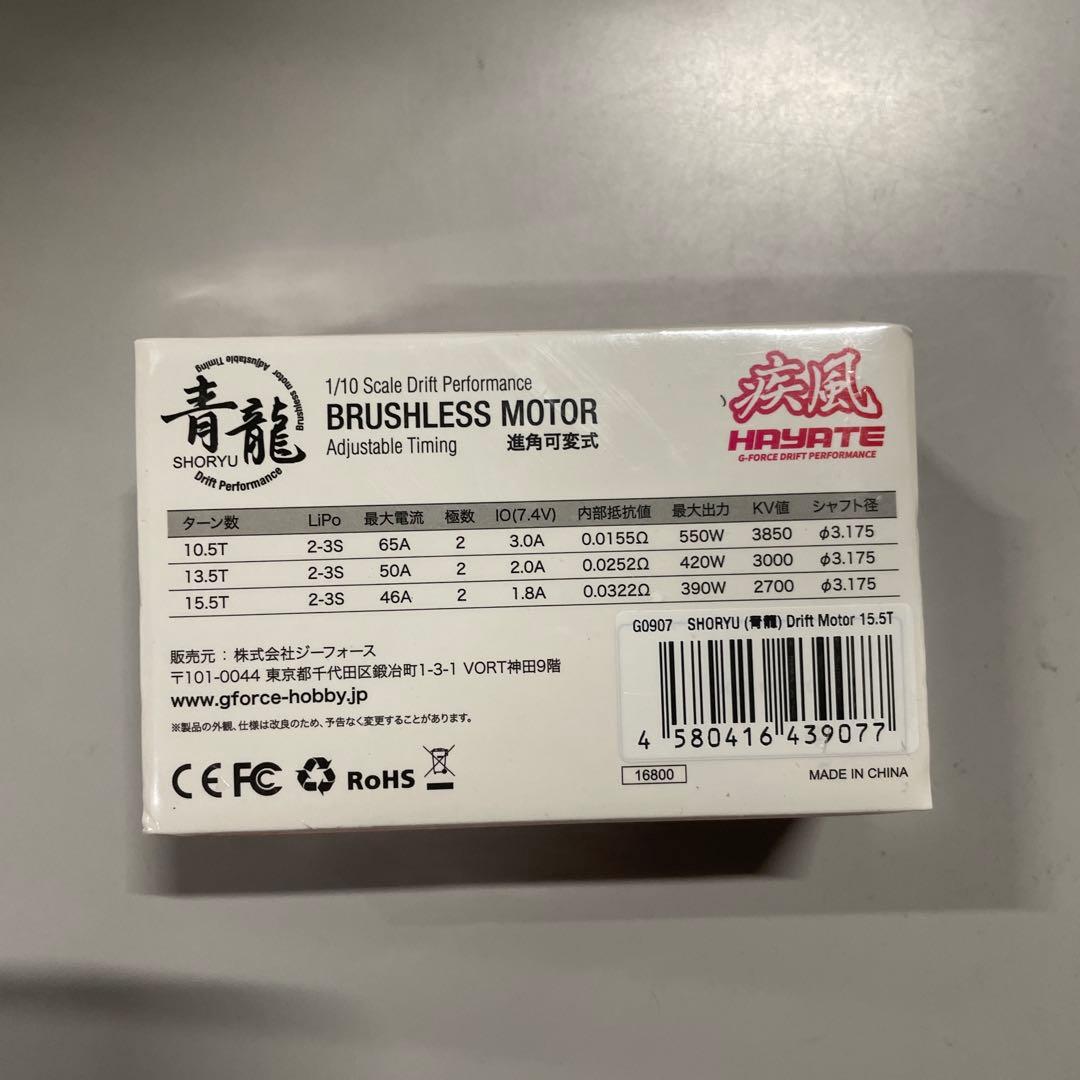 Brushless motor Adjustable Timing
青龍
SHORYU
Drift Performance
1/10 Scale Drift Performance
BRUSHLESS MOTOR
Adjustable Timing 進角可変式
疾風
HAYATE
G-FORCE DRIFT PERFORMANCE
ターン数 LiPo 最大電流 極数 IO(7.4V) 内部抵抗値 最大出力 KV値 シャフト径
10.5T 2-3S 65A 2 3.0A 0.0155Ω 550W 3850 φ3.175
13.5T 2-3S 50A 2 2.0A 0.0252Ω 420W 3000 φ3.175
15.5T 2-3S 46A 2 1.8A 0.0322Ω 390W 2700 φ3.175
G0907 SHORYU (青龍) Drift Motor 15.5T
4 580416 439077
販売元：株式会社ジーフォース
〒101-0044 東京都千代田区鍛冶町1-3-1 VORT神田9階
www.gforce-hobby.jp
※製品の外観、仕様は改良のため、予告なく変更することがあります。
CE FC RoHS
16800
MADE IN CHINA